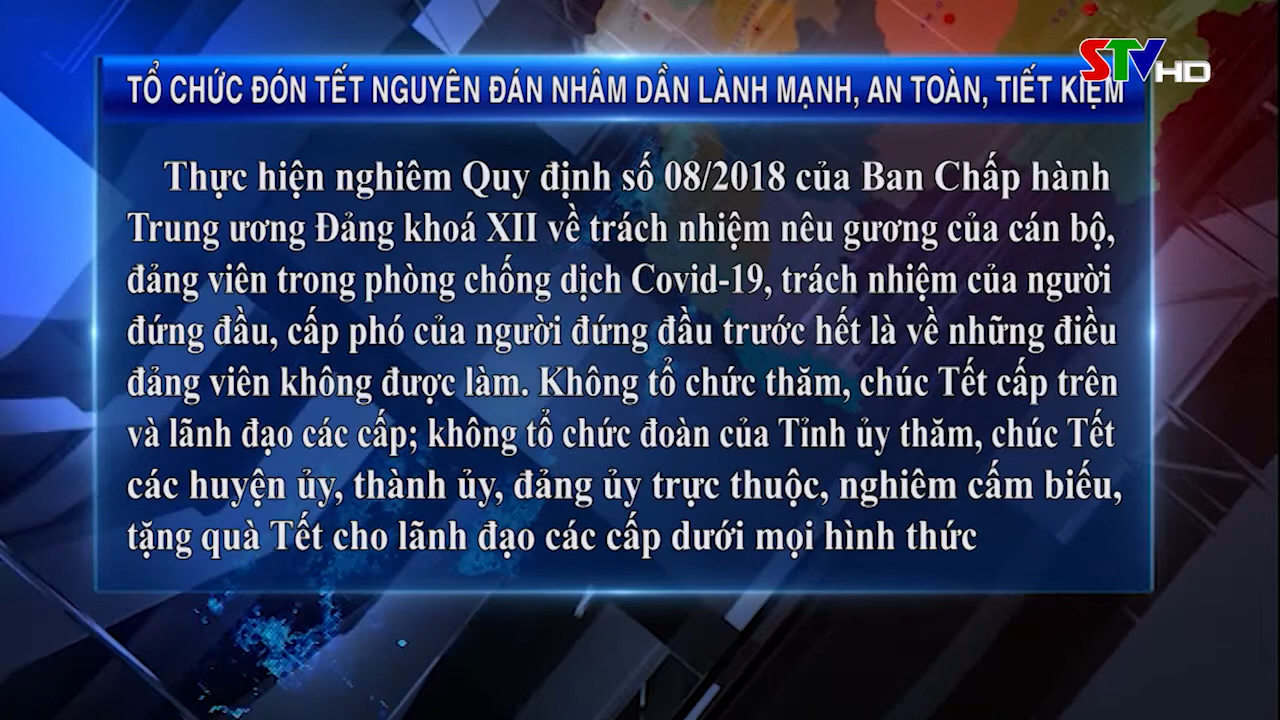 STV HD
TỔ CHỨC ĐÓN TẾT NGUYÊN ĐÁN NHÂM DẦN LÀNH MẠNH, AN TOÀN, TIẾT KIỆM
Thực hiện nghiêm Quy định số 08/2018 của Ban Chấp hành
Trung ương Đảng khoá XII về trách nhiệm nêu gương của cán bộ,
đảng viên trong phòng chống dịch Covid-19, trách nhiệm của người
đứng đầu, cấp phó của người đứng đầu trước hết là về những điều
đảng viên không được làm. Không tổ chức thăm, chúc Tết cấp trên
và lãnh đạo các cấp; không tổ chức đoàn của Tỉnh ủy thăm, chúc Tết
các huyện ủy, thành ủy, đảng ủy trực thuộc, nghiêm cấm biếu,
tặng quà Tết cho lãnh đạo các cấp dưới mọi hình thức